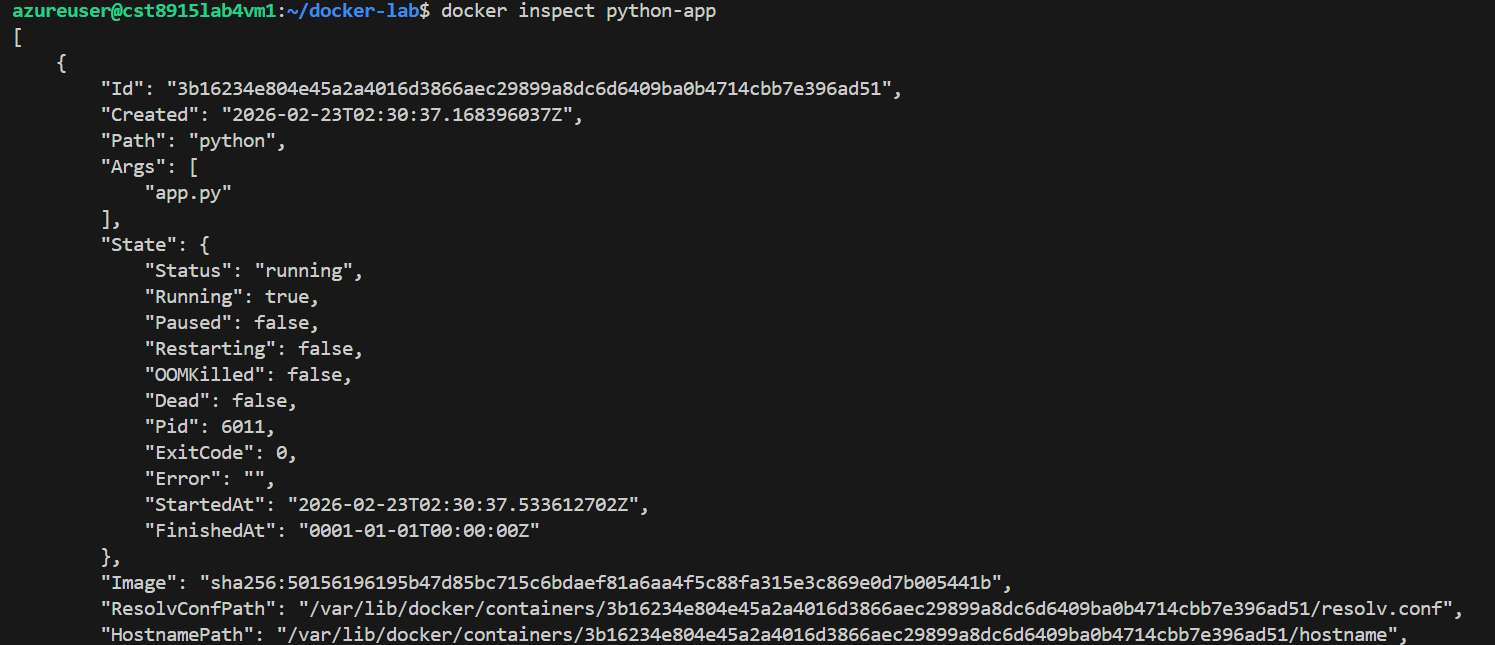 azureuser@cst8915lab4vm1:~/docker-lab$ docker inspect python-app
[
    {
        "Id": "3b16234e804e45a2a4016d3866aec29899a8dc6d6409ba0b4714cbb7e396ad51",
        "Created": "2026-02-23T02:30:37.168396037Z",
        "Path": "python",
        "Args": [
            "app.py"
        ],
        "State": {
            "Status": "running",
            "Running": true,
            "Paused": false,
            "Restarting": false,
            "OOMKilled": false,
            "Dead": false,
            "Pid": 6011,
            "ExitCode": 0,
            "Error": "",
            "StartedAt": "2026-02-23T02:30:37.533612702Z",
            "FinishedAt": "0001-01-01T00:00:00Z"
        },
        "Image": "sha256:50156196195b47d85bc715c6bdaef81a6aa4f5c88fa315e3c869e0d7b005441b",
        "ResolvConfPath": "/var/lib/docker/containers/3b16234e804e45a2a4016d3866aec29899a8dc6d6409ba0b4714cbb7e396ad51/resolv.conf",
        "HostnamePath": "/var/lib/docker/containers/3b16234e804e45a2a4016d3866aec29899a8dc6d6409ba0b4714cbb7e396ad51/hostname",